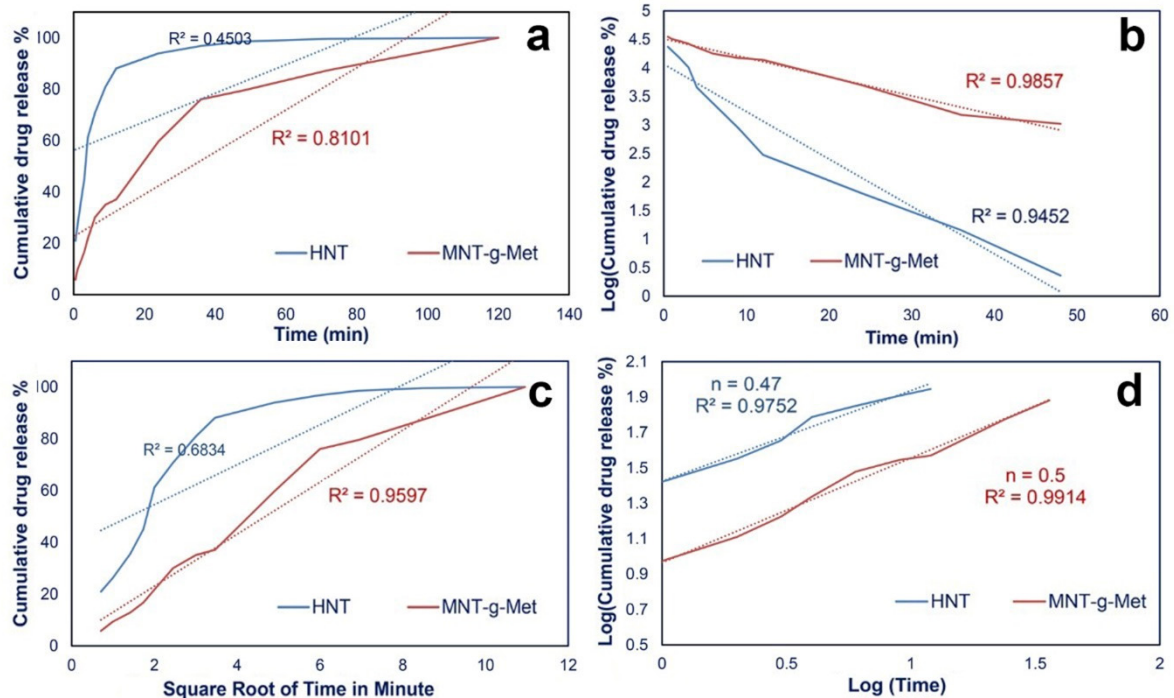 a
Cumulative drug release %
100
80
60
40
20
0
R² = 0.4503
R² = 0.8101
HNT
MNT-g-Met
0 20 40 60 80 100 120 140
Time (min)
b
Log(Cumulative drug release %)
5
4.5
4
3.5
3
2.5
2
1.5
1
0.5
0
R² = 0.9857
R² = 0.9452
HNT
MNT-g-Met
0 10 20 30 40 50 60
Time (min)
c
Cumulative drug release %
100
80
60
40
20
0
R² = 0.6834
R² = 0.9597
HNT
MNT-g-Met
0 2 4 6 8 10 12
Square Root of Time in Minute
d
Log(Cumulative drug release %)
2.1
1.9
1.7
1.5
1.3
1.1
0.9
0.7
0.5
n = 0.47
R² = 0.9752
n = 0.5
R² = 0.9914
HNT
MNT-g-Met
0 0.5 1 1.5 2
Log (Time)